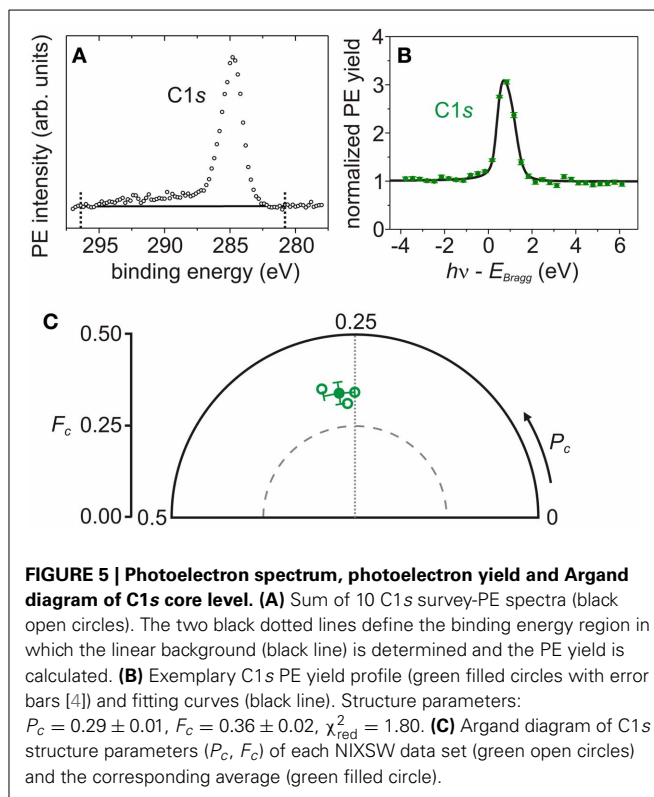 A
C1s
PE intensity (arb. units)
295 290 285 280
binding energy (eV)
B
C1s
normalized PE yield
4
3
2
1
0
-4 -2 0 2 4 6
hν - E_Bragg (eV)
C
0.50
0.25
F_c
0.25
P_c
0.00
0.5
0
FIGURE 5 | Photoelectron spectrum, photoelectron yield and Argand
diagram of C1s core level. (A) Sum of 10 C1s survey-PE spectra (black
open circles). The two black dotted lines define the binding energy region in
which the linear background (black line) is determined and the PE yield is
calculated. (B) Exemplary C1s PE yield profile (green filled circles with error
bars [4]) and fitting curves (black line). Structure parameters:
P_c = 0.29 ± 0.01, F_c = 0.36 ± 0.02, χ²_red = 1.80. (C) Argand diagram of C1s
structure parameters (P_c, F_c) of each NIXSW data set (green open circles)
and the corresponding average (green filled circle).